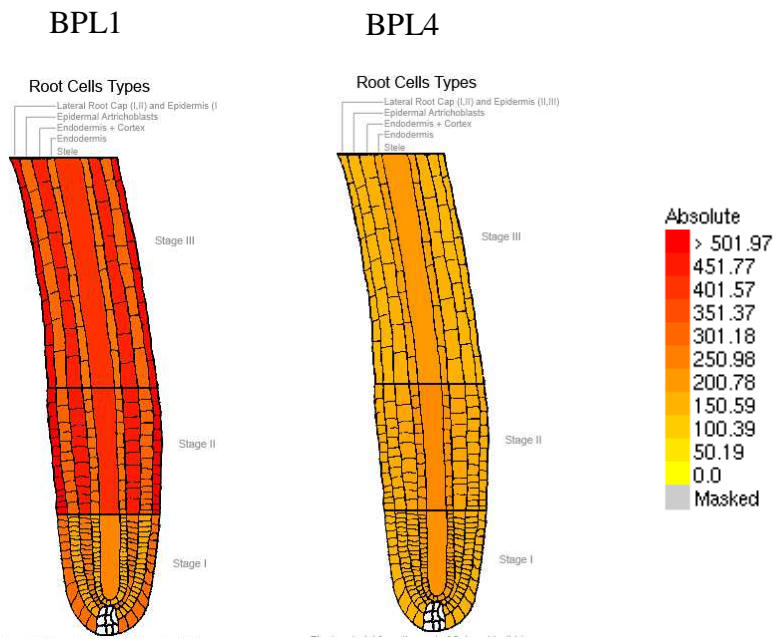 BPL1
BPL4
Root Cells Types
Lateral Root Cap (I,II) and Epidermis (I
Epidermal Artrichoblasts
Endodermis + Cortex
Endodermis
Stele
Stage III
Stage II
Stage I
Root Cells Types
Lateral Root Cap (I,II) and Epidermis (II,III)
Epidermal Artrichoblasts
Endodermis + Cortex
Endodermis
Stele
Stage III
Stage II
Stage I
Absolute
> 501.97
451.77
401.57
351.37
301.18
250.98
200.78
150.59
100.39
50.19
0.0
Masked